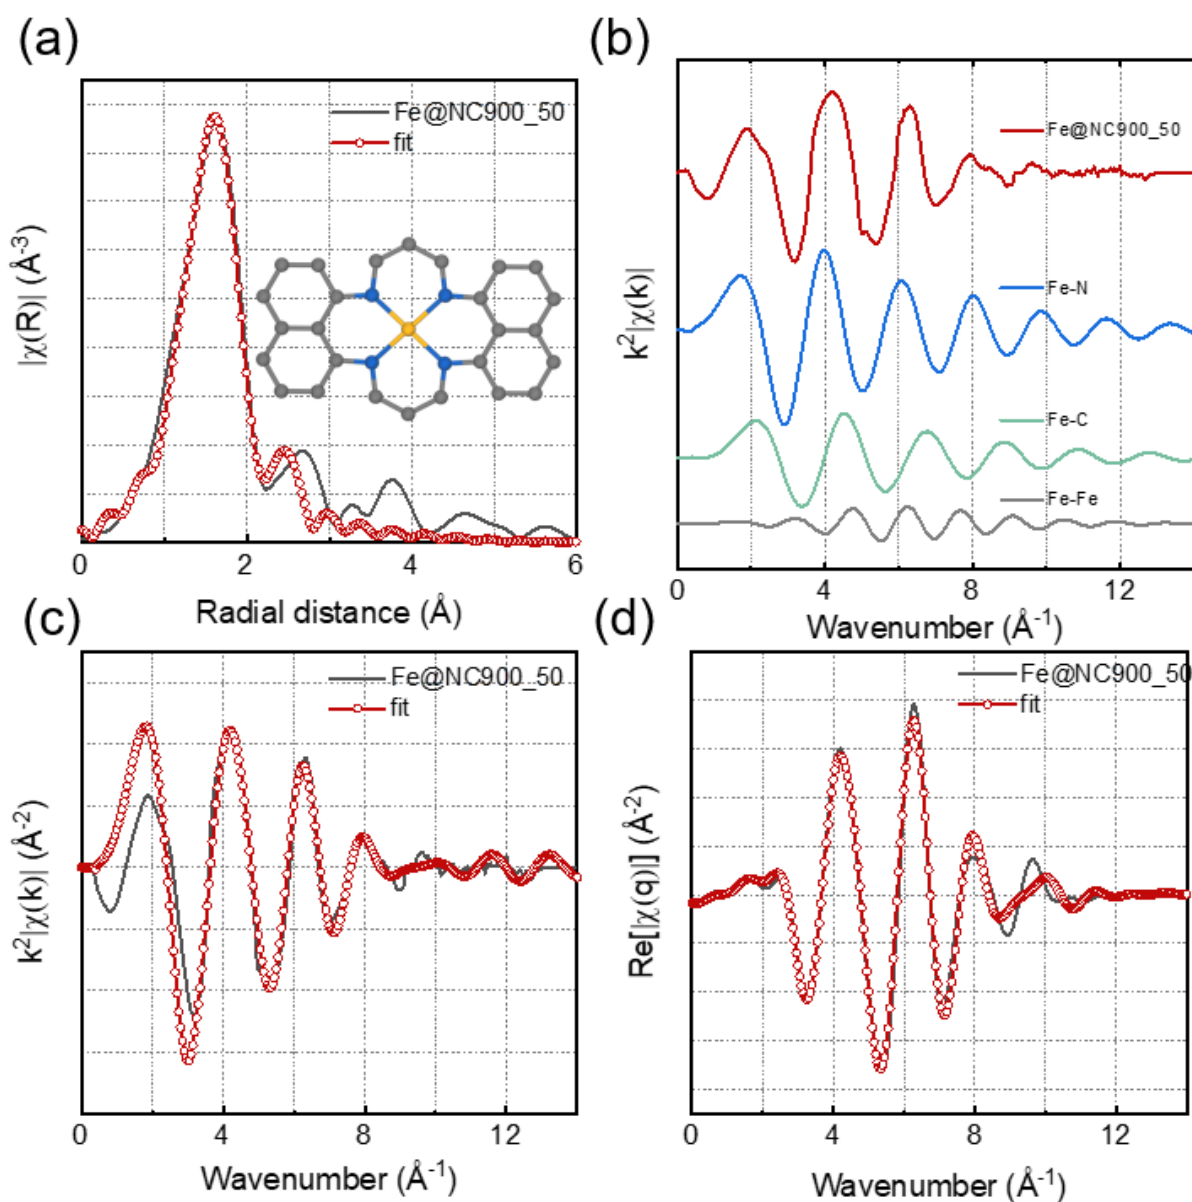 (a)
Fe@NC900_50
fit
|χ(R)| (Å⁻³)
0 2 4 6
Radial distance (Å)
(b)
Fe@NC900_50
Fe-N
Fe-C
Fe-Fe
k²|χ(k)|
0 4 8 12
Wavenumber (Å⁻¹)
(c)
Fe@NC900_50
fit
k²|χ(k)| (Å⁻²)
0 4 8 12
Wavenumber (Å⁻¹)
(d)
Fe@NC900_50
fit
Re[|χ(q)|] (Å⁻²)
0 4 8 12
Wavenumber (Å⁻¹)